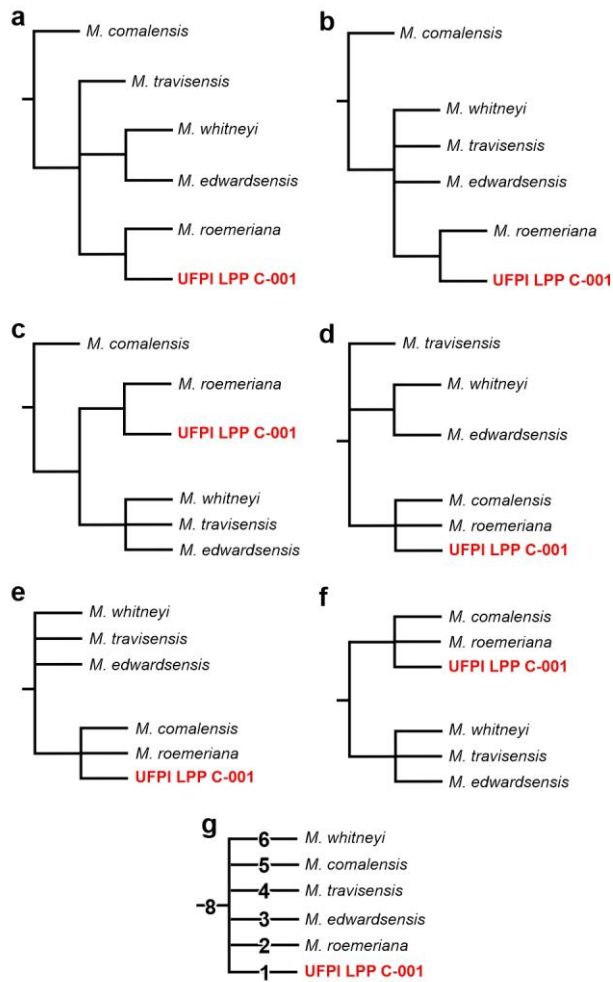 a
M. comalensis
M. travisensis
M. whitneyi
M. edwardsensis
M. roemeriana
UFPI LPP C-001
b
M. comalensis
M. whitneyi
M. travisensis
M. edwardsensis
M. roemeriana
UFPI LPP C-001
c
M. comalensis
M. roemeriana
UFPI LPP C-001
M. whitneyi
M. travisensis
M. edwardsensis
d
M. travisensis
M. whitneyi
M. edwardsensis
M. comalensis
M. roemeriana
UFPI LPP C-001
e
M. whitneyi
M. travisensis
M. edwardsensis
M. comalensis
M. roemeriana
UFPI LPP C-001
f
M. comalensis
M. roemeriana
UFPI LPP C-001
M. whitneyi
M. travisensis
M. edwardsensis
g
6 M. whitneyi
5 M. comalensis
4 M. travisensis
8
3 M. edwardsensis
2 M. roemeriana
1 UFPI LPP C-001